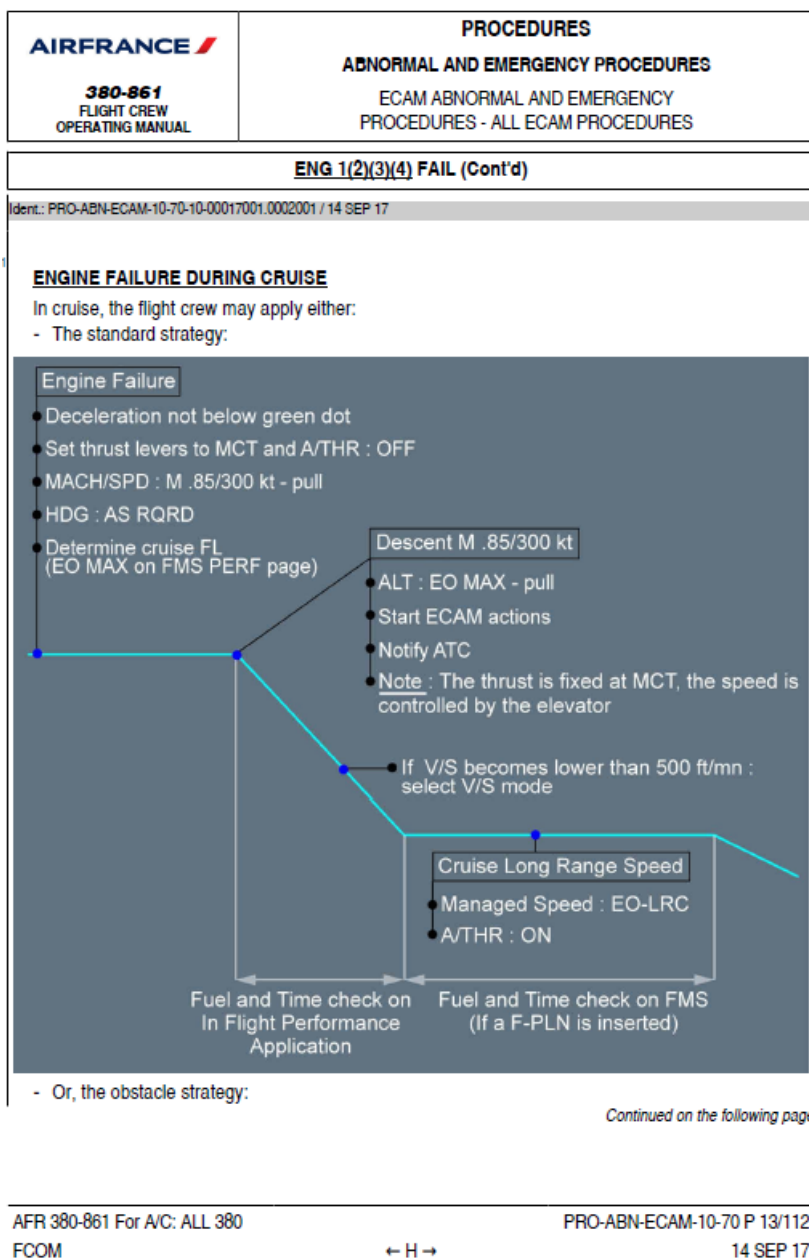 AIRFRANCE
380-861
FLIGHT CREW
OPERATING MANUAL
PROCEDURES
ABNORMAL AND EMERGENCY PROCEDURES
ECAM ABNORMAL AND EMERGENCY
PROCEDURES - ALL ECAM PROCEDURES
ENG 1(2)(3)(4) FAIL (Cont'd)
Ident.: PRO-ABN-ECAM-10-70-10-00017001.0002001 / 14 SEP 17
1
ENGINE FAILURE DURING CRUISE
In cruise, the flight crew may apply either:
- The standard strategy:
Engine Failure
Deceleration not below green dot
Set thrust levers to MCT and A/THR : OFF
MACH/SPD : M .85/300 kt - pull
HDG : AS RQRD
Determine cruise FL
(EO MAX on FMS PERF page)
Descent M .85/300 kt
ALT : EO MAX - pull
Start ECAM actions
Notify ATC
Note : The thrust is fixed at MCT, the speed is
controlled by the elevator
If V/S becomes lower than 500 ft/mn :
select V/S mode
Cruise Long Range Speed
Managed Speed : EO-LRC
A/THR : ON
Fuel and Time check on
In Flight Performance
Application
Fuel and Time check on FMS
(If a F-PLN is inserted)
- Or, the obstacle strategy:
Continued on the following page
AFR 380-861 For A/C: ALL 380
FCOM
← H →
PRO-ABN-ECAM-10-70 P 13/112
14 SEP 17